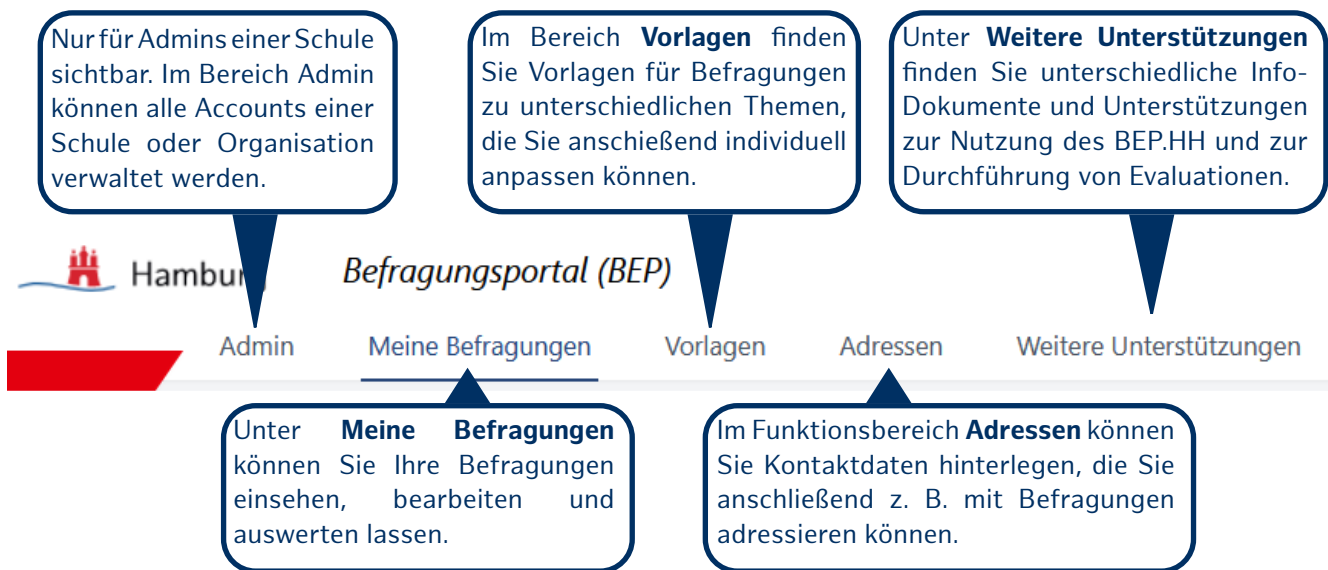 Nur für Admins einer Schule
sichtbar. Im Bereich Admin
können alle Accounts einer
Schule oder Organisation
verwaltet werden.
Im Bereich Vorlagen finden
Sie Vorlagen für Befragungen
zu unterschiedlichen Themen,
die Sie anschießend individuell
anpassen können.
Unter Weitere Unterstützungen
finden Sie unterschiedliche Info-
Dokumente und Unterstützungen
zur Nutzung des BEP.HH und zur
Durchführung von Evaluationen.
Hamburg Befragungsportal (BEP)
Admin Meine Befragungen Vorlagen Adressen Weitere Unterstützungen
Unter Meine Befragungen
können Sie Ihre Befragungen
einsehen, bearbeiten und
auswerten lassen.
Im Funktionsbereich Adressen können
Sie Kontaktdaten hinterlegen, die Sie
anschließend z. B. mit Befragungen
adressieren können.